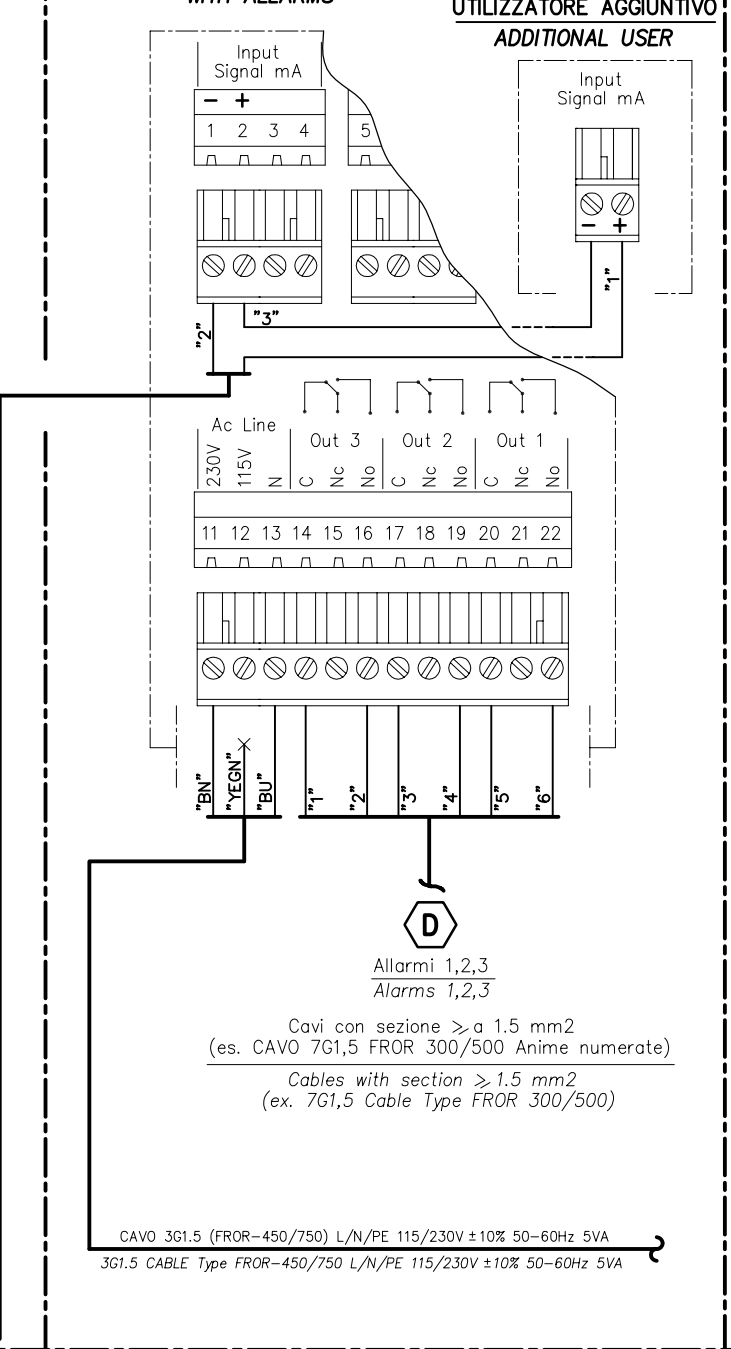 WITH ALLARMS
UTILIZZATORE AGGIUNTIVO
ADDITIONAL USER
Input
Signal mA
Input
Signal mA
- +
1 2 3 4 5
- +
"1"
"2"
"3"
Ac Line
Out 3 Out 2 Out 1
230V 115V N C Nc No C Nc No C Nc No
11 12 13 14 15 16 17 18 19 20 21 22
"BN" "YEGN" "BU" "1" "2" "3" "4" "5" "6"
D
Allarmi 1,2,3
Alarms 1,2,3
Cavi con sezione ⩾ a 1.5 mm2
(es. CAVO 7G1,5 FROR 300/500 Anime numerate)
Cables with section ⩾ 1.5 mm2
(ex. 7G1,5 Cable Type FROR 300/500)
CAVO 3G1.5 (FROR-450/750) L/N/PE 115/230V ±10% 50-60Hz 5VA
3G1.5 CABLE Type FROR-450/750 L/N/PE 115/230V ±10% 50-60Hz 5VA